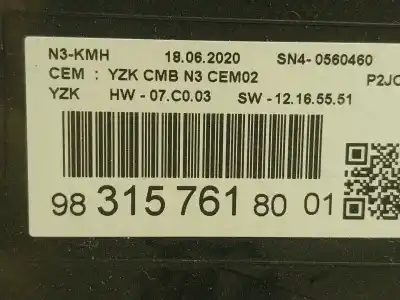 N3-KMH 18.06.2020 SN4- 0560460
CEM : YZK CMB N3 CEM02 P2JC
YZK HW - 07.C0.03 SW - 12.16.55.51
98 315 761 80 01